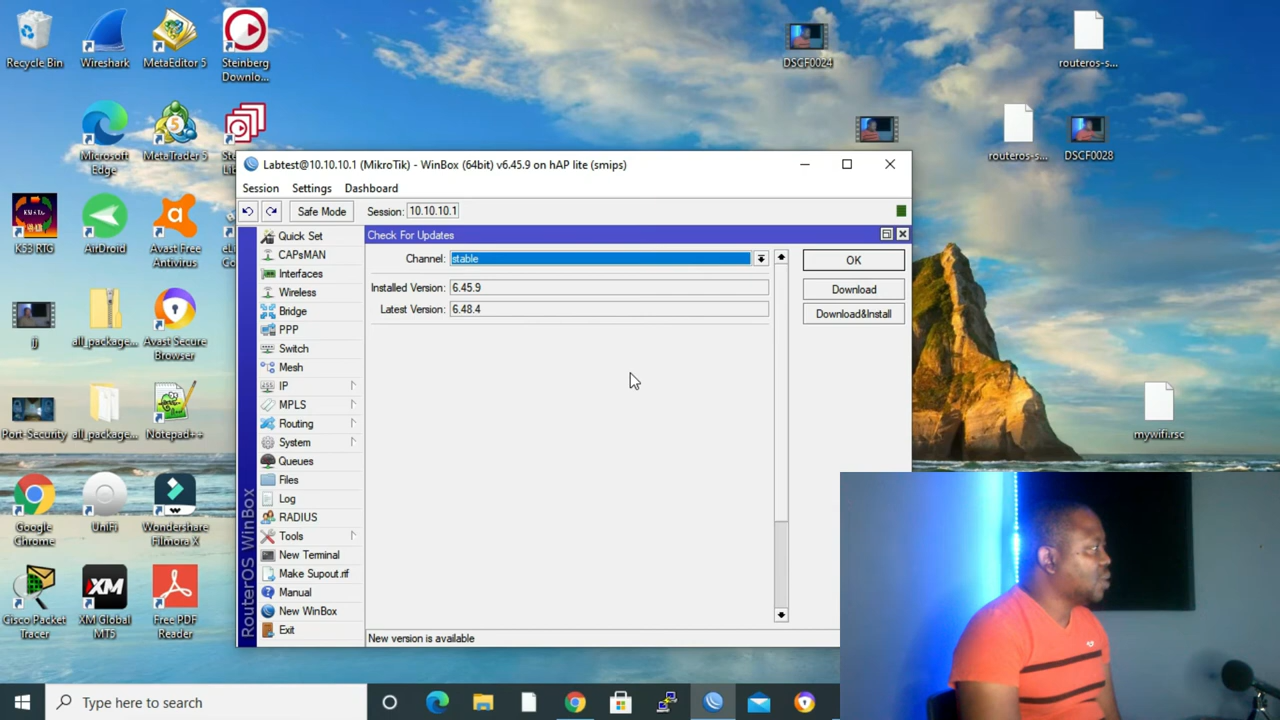 Recycle Bin
Wireshark
MetaEditor 5
Steinberg
Downlo...
DSCF0024
routeros-s...
Microsoft
Edge
MetaTrader 5
routeros-s...
DSCF0028
Labtest@10.10.10.1 (MikroTik) - WinBox (64bit) v6.45.9 on hAP lite (smips)
Session
Settings
Dashboard
Safe Mode
Session:
10.10.10.1
K53 RTG
AirDroid
Avast Free
Antivirus
Quick Set
CAPsMAN
Interfaces
Wireless
Bridge
PPP
Switch
Mesh
IP
MPLS
Routing
System
Queues
Files
Log
RADIUS
Tools
New Terminal
Make Supout.rif
Manual
New WinBox
Exit
RouterOS WinBox
Check For Updates
Channel:
stable
Installed Version:
6.45.9
Latest Version:
6.48.4
OK
Download
Download&Install
New version is available
all_package...
Avast Secure
Browser
Port-Security
all_package...
Notepad++
mywifi.rsc
Google
Chrome
UniFi
Wondershare
Filmora X
Cisco Packet
Tracer
XM
XM Global
MT5
Free PDF
Reader
Type here to search